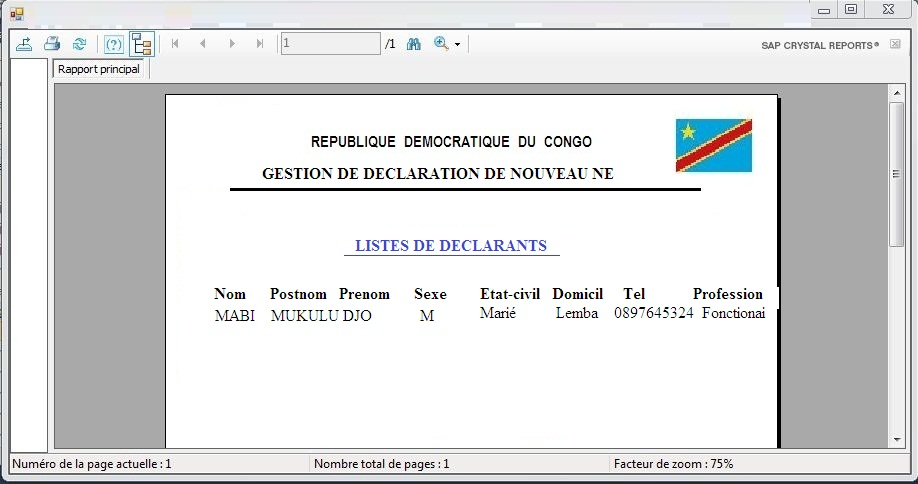 1 /1 SAP CRYSTAL REPORTS®
Rapport principal
REPUBLIQUE DEMOCRATIQUE DU CONGO
GESTION DE DECLARATION DE NOUVEAU NE
LISTES DE DECLARANTS
Nom Postnom Prenom Sexe Etat-civil Domicil Tel Profession
MABI MUKULU DJO M Marié Lemba 0897645324 Fonctionai
Numéro de la page actuelle : 1 Nombre total de pages : 1 Facteur de zoom : 75%